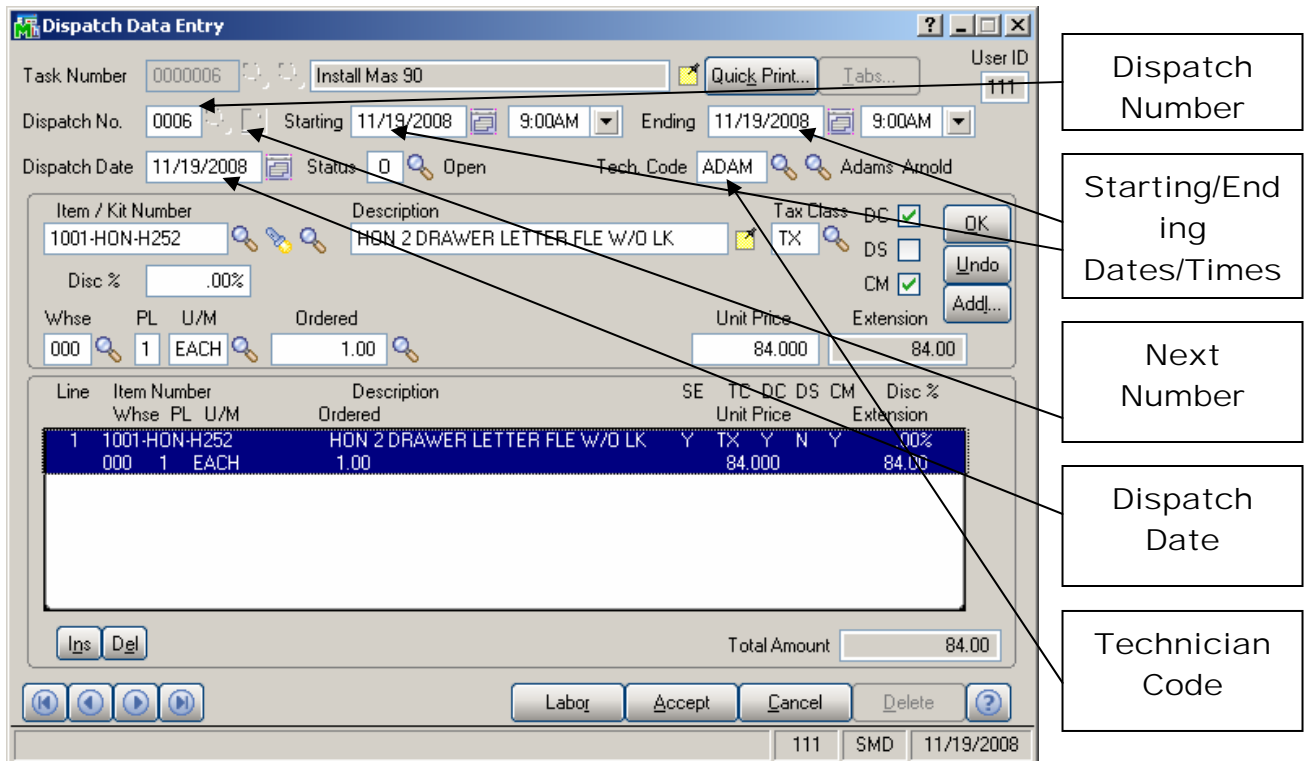 Dispatch Data Entry
Task Number 0000006 Install Mas 90 Quick Print... Tabs... User ID 111
Dispatch No. 0006 Starting 11/19/2008 9:00AM Ending 11/19/2008 9:00AM
Dispatch Date 11/19/2008 Status O Open Tech. Code ADAM Adams Arnold
Item / Kit Number Description Tax Class DC OK
1001-HON-H252 HON 2 DRAWER LETTER FLE W/O LK TX DS Undo
Disc % .00% CM Addl...
Whse PL U/M Ordered Unit Price Extension
000 1 EACH 1.00 84.000 84.00
Line Item Number Description SE TC DC DS CM Disc %
Whse PL U/M Ordered Unit Price Extension
1 1001-HON-H252 HON 2 DRAWER LETTER FLE W/O LK Y TX Y N Y .00%
000 1 EACH 1.00 84.000 84.00
Ins Del Total Amount 84.00
Labor Accept Cancel Delete ?
111 SMD 11/19/2008
Dispatch
Number
Starting/End
ing
Dates/Times
Next
Number
Dispatch
Date
Technician
Code